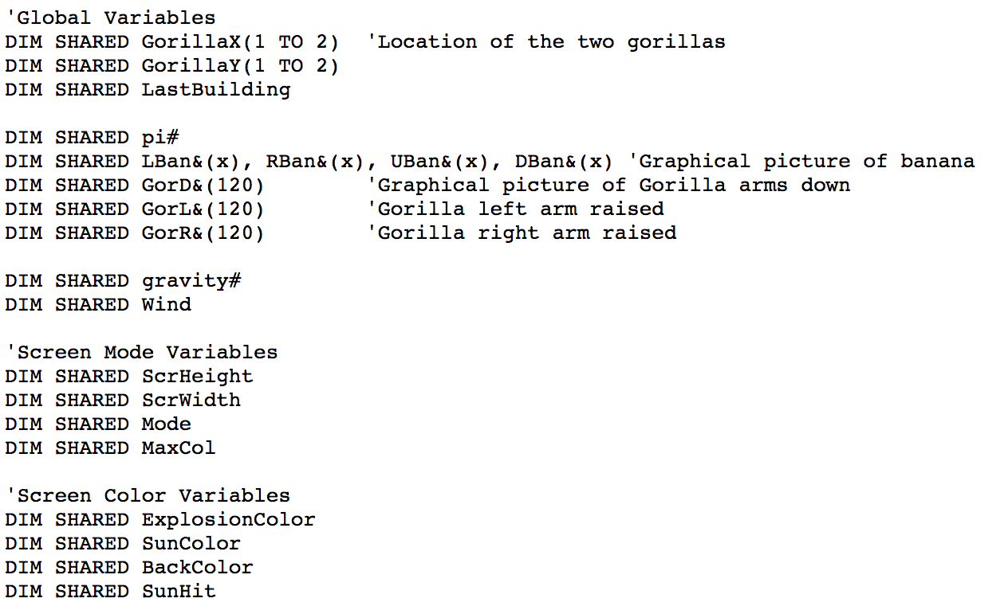 'Global Variables
DIM SHARED GorillaX(1 TO 2)  'Location of the two gorillas
DIM SHARED GorillaY(1 TO 2)
DIM SHARED LastBuilding

DIM SHARED pi#
DIM SHARED LBan&(x), RBan&(x), UBan&(x), DBan&(x) 'Graphical picture of banana
DIM SHARED GorD&(120)        'Graphical picture of Gorilla arms down
DIM SHARED GorL&(120)        'Gorilla left arm raised
DIM SHARED GorR&(120)        'Gorilla right arm raised

DIM SHARED gravity#
DIM SHARED Wind

'Screen Mode Variables
DIM SHARED ScrHeight
DIM SHARED ScrWidth
DIM SHARED Mode
DIM SHARED MaxCol

'Screen Color Variables
DIM SHARED ExplosionColor
DIM SHARED SunColor
DIM SHARED BackColor
DIM SHARED SunHit